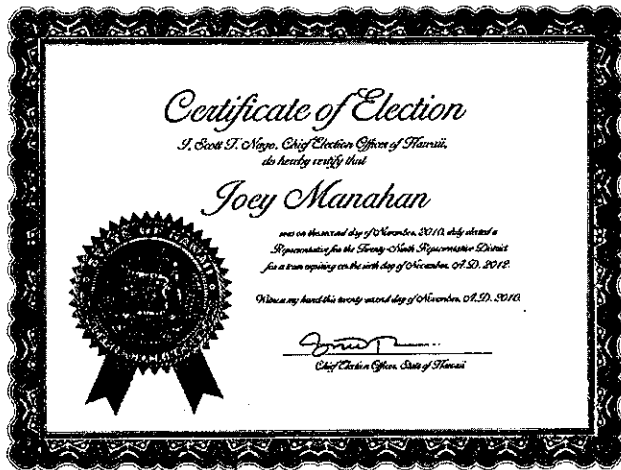 Certificate of Election
I, Scott T. Nago, Chief Election Officer of Hawaii,
do hereby certify that
Joey Manahan
was on the second day of November, 2010, duly elected a
Representative for the Twenty-Ninth Representative District
for a term expiring on the sixth day of November, A.D. 2012.
Witness my hand this twenty second day of November, A.D. 2010.
Chief Election Officer, State of Hawaii